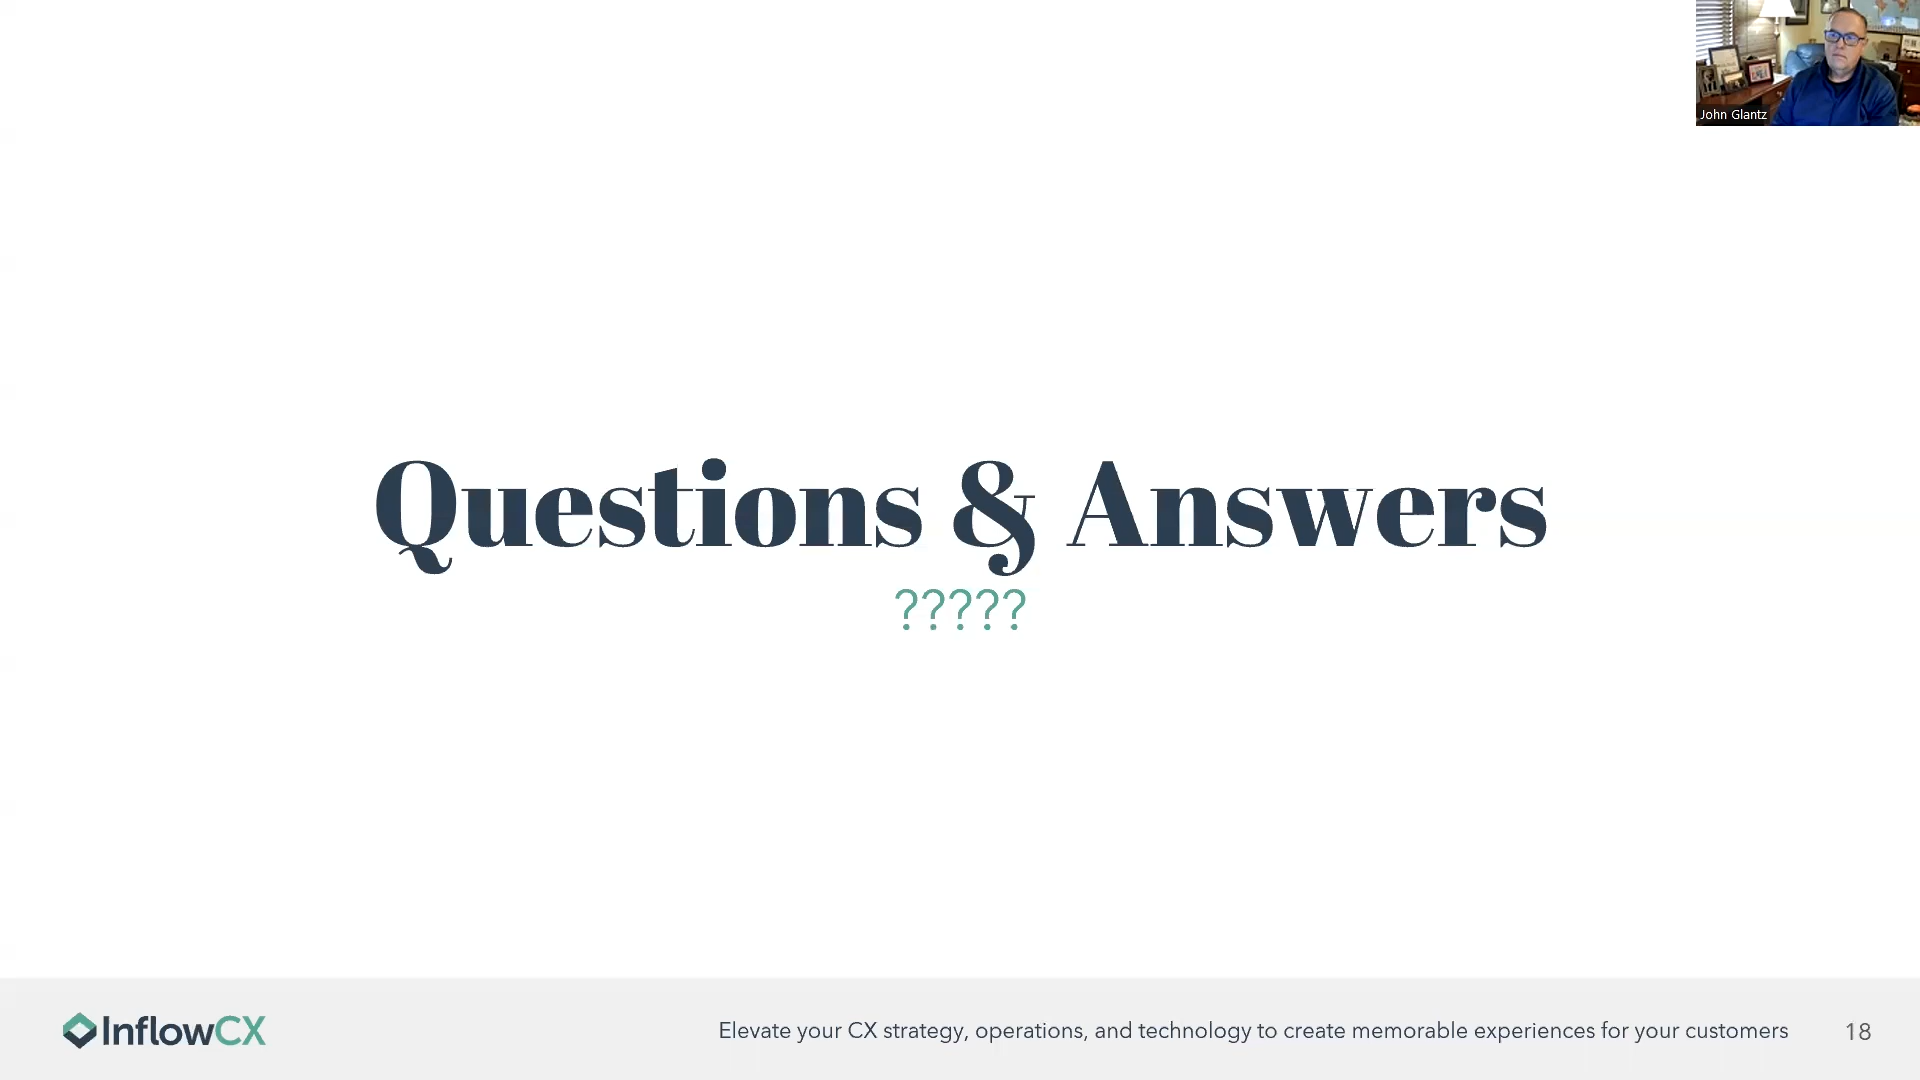 John Glantz
Questions & Answers
?????
InflowCX
Elevate your CX strategy, operations, and technology to create memorable experiences for your customers
18